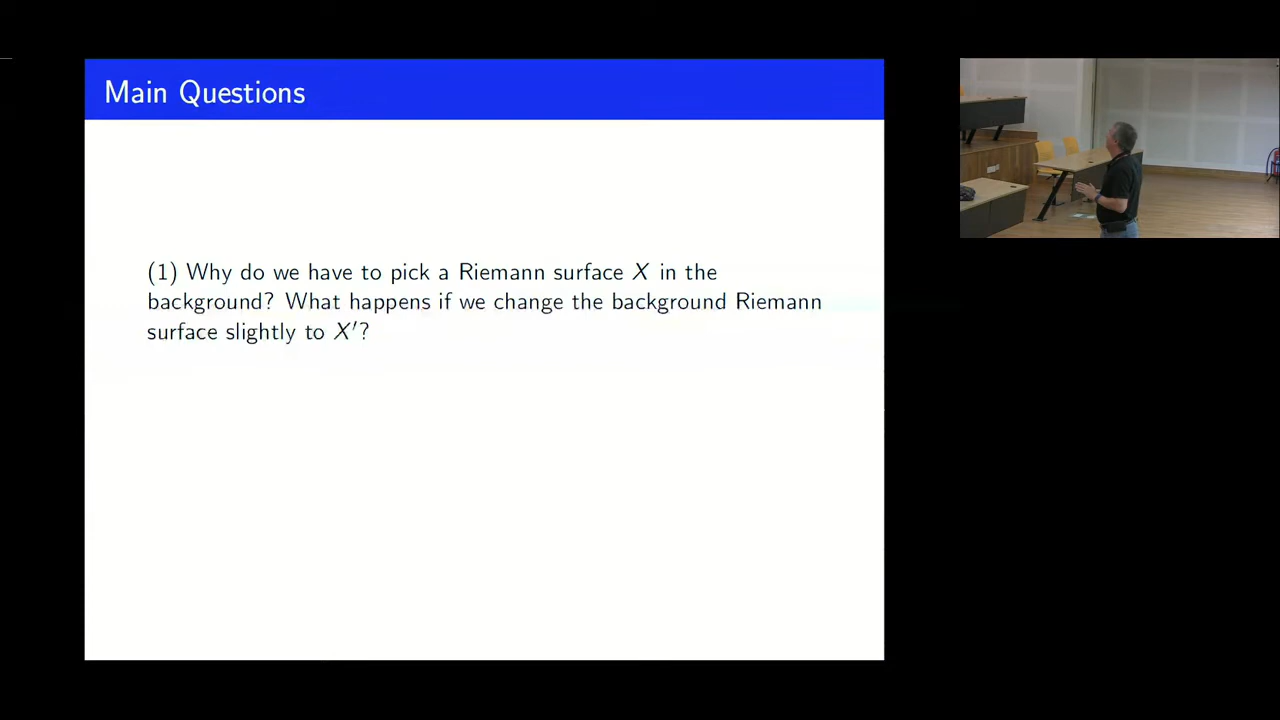 Main Questions
(1) Why do we have to pick a Riemann surface X in the
background? What happens if we change the background Riemann
surface slightly to X′?